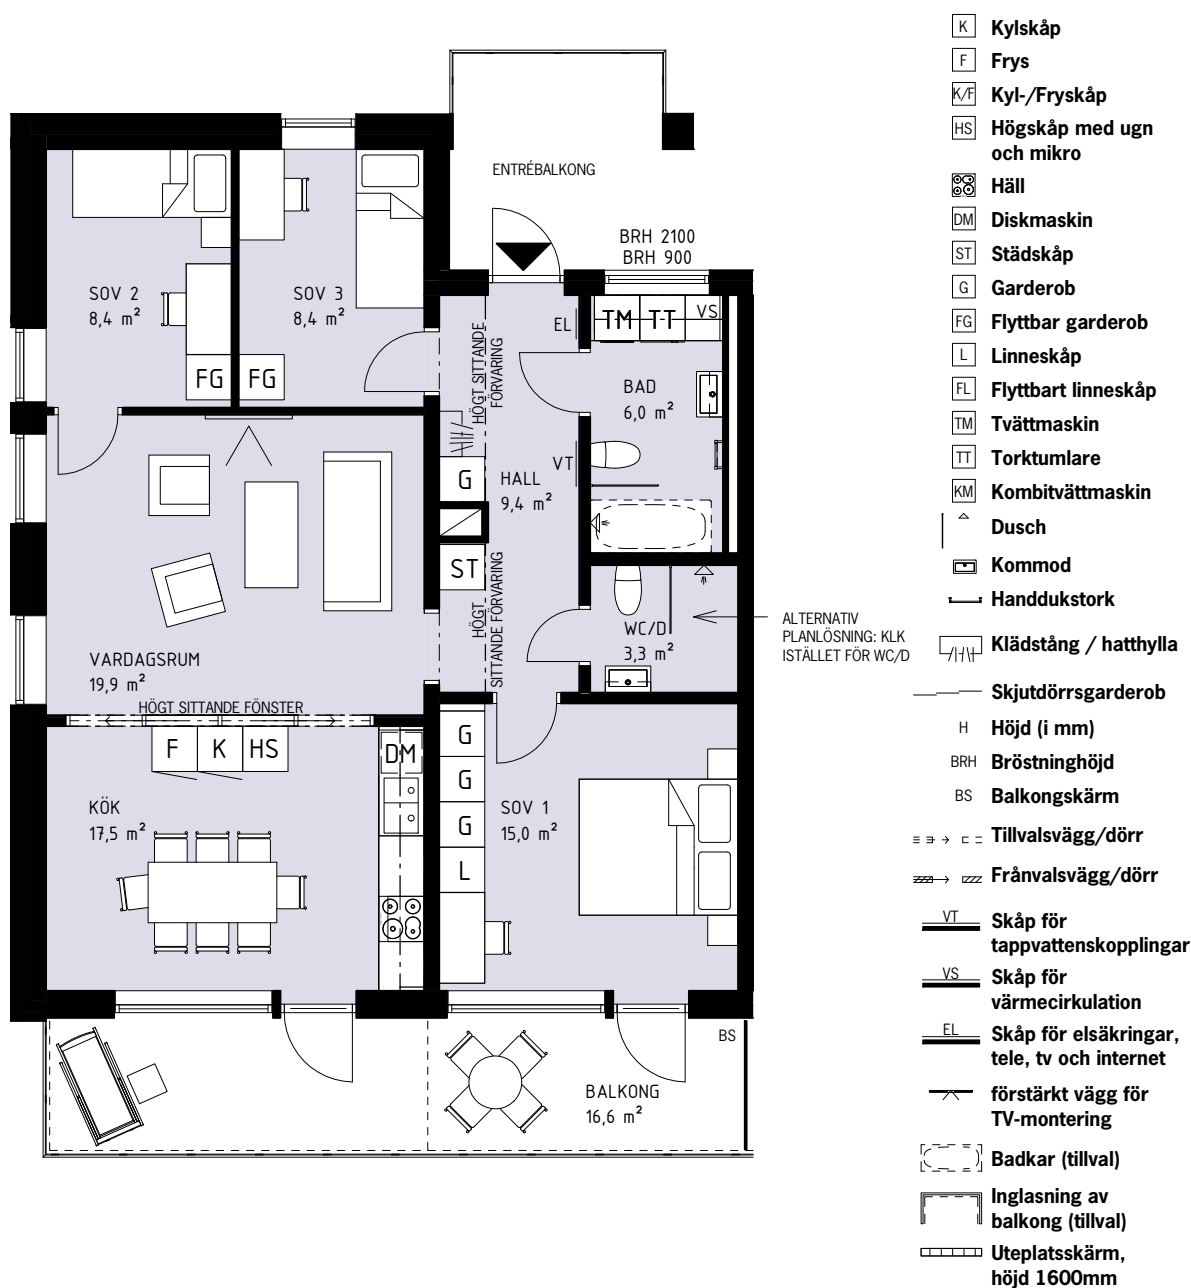 ENTRÉBALKONG
BRH 2100
BRH 900
SOV 2
8,4 m²
SOV 3
8,4 m²
FG
FG
HÖGT SITTANDE
FÖRVARING
EL
TM
TT
VS
BAD
6,0 m²
VT
G
HALL
9,4 m²
ST
HÖGT
SITTANDE FÖRVARING
WC/D
3,3 m²
ALTERNATIV
PLANLÖSNING: KLK
ISTÄLLET FÖR WC/D
VARDAGSRUM
19,9 m²
HÖGT SITTANDE FÖNSTER
F
K
HS
DM
KÖK
17,5 m²
G
G
G
L
SOV 1
15,0 m²
BS
BALKONG
16,6 m²
K Kylskåp
F Frys
K/F Kyl-/Fryskåp
HS Högskåp med ugn
och mikro
Häll
DM Diskmaskin
ST Städskåp
G Garderob
FG Flyttbar garderob
L Linneskåp
FL Flyttbart linneskåp
TM Tvättmaskin
TT Torktumlare
KM Kombitvättmaskin
Dusch
Kommod
Handdukstork
Klädstång / hatthylla
Skjutdörrsgarderob
H Höjd (i mm)
BRH Bröstninghöjd
BS Balkongskärm
Tillvalsvägg/dörr
Frånvalsvägg/dörr
VT Skåp för
tappvattenskopplingar
VS Skåp för
värmecirkulation
EL Skåp för elsäkringar,
tele, tv och internet
förstärkt vägg för
TV-montering
Badkar (tillval)
Inglasning av
balkong (tillval)
Uteplatsskärm,
höjd 1600mm